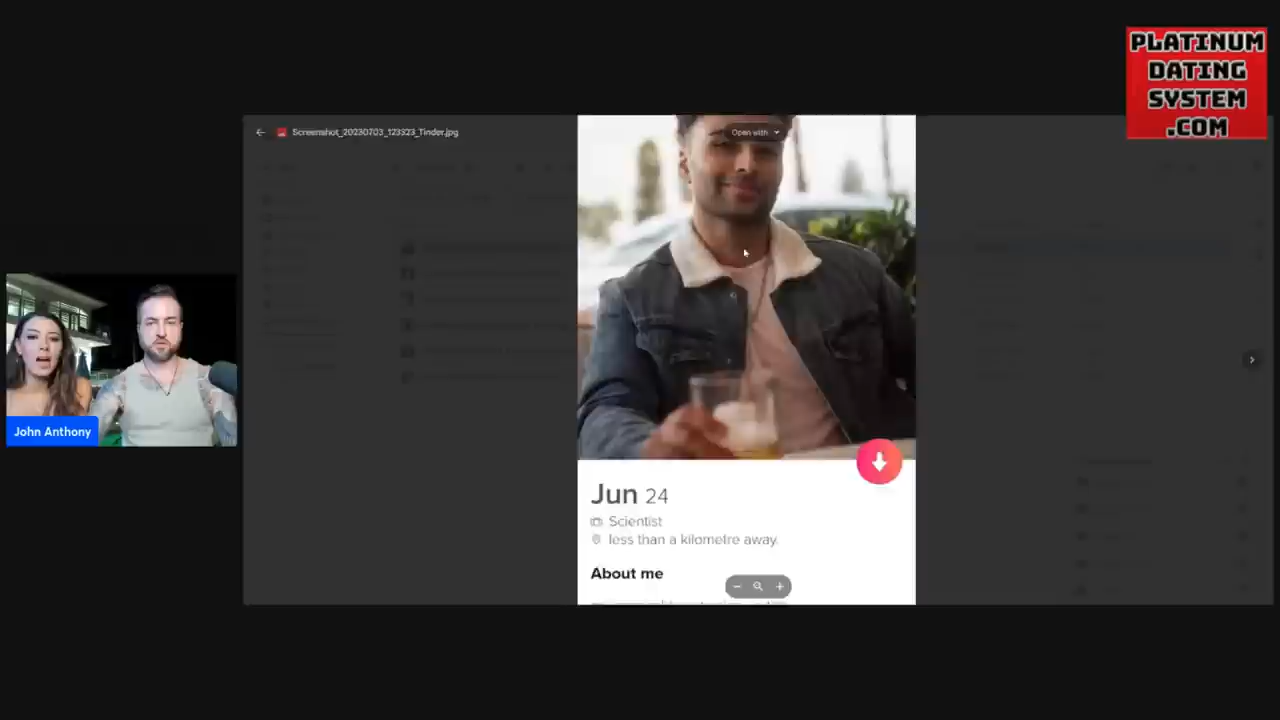 PLATINUM
DATING
SYSTEM
.COM
Screenshot_20230703_123323_Tinder.jpg
Open with
John Anthony
Jun 24
Scientist
less than a kilometre away.
About me